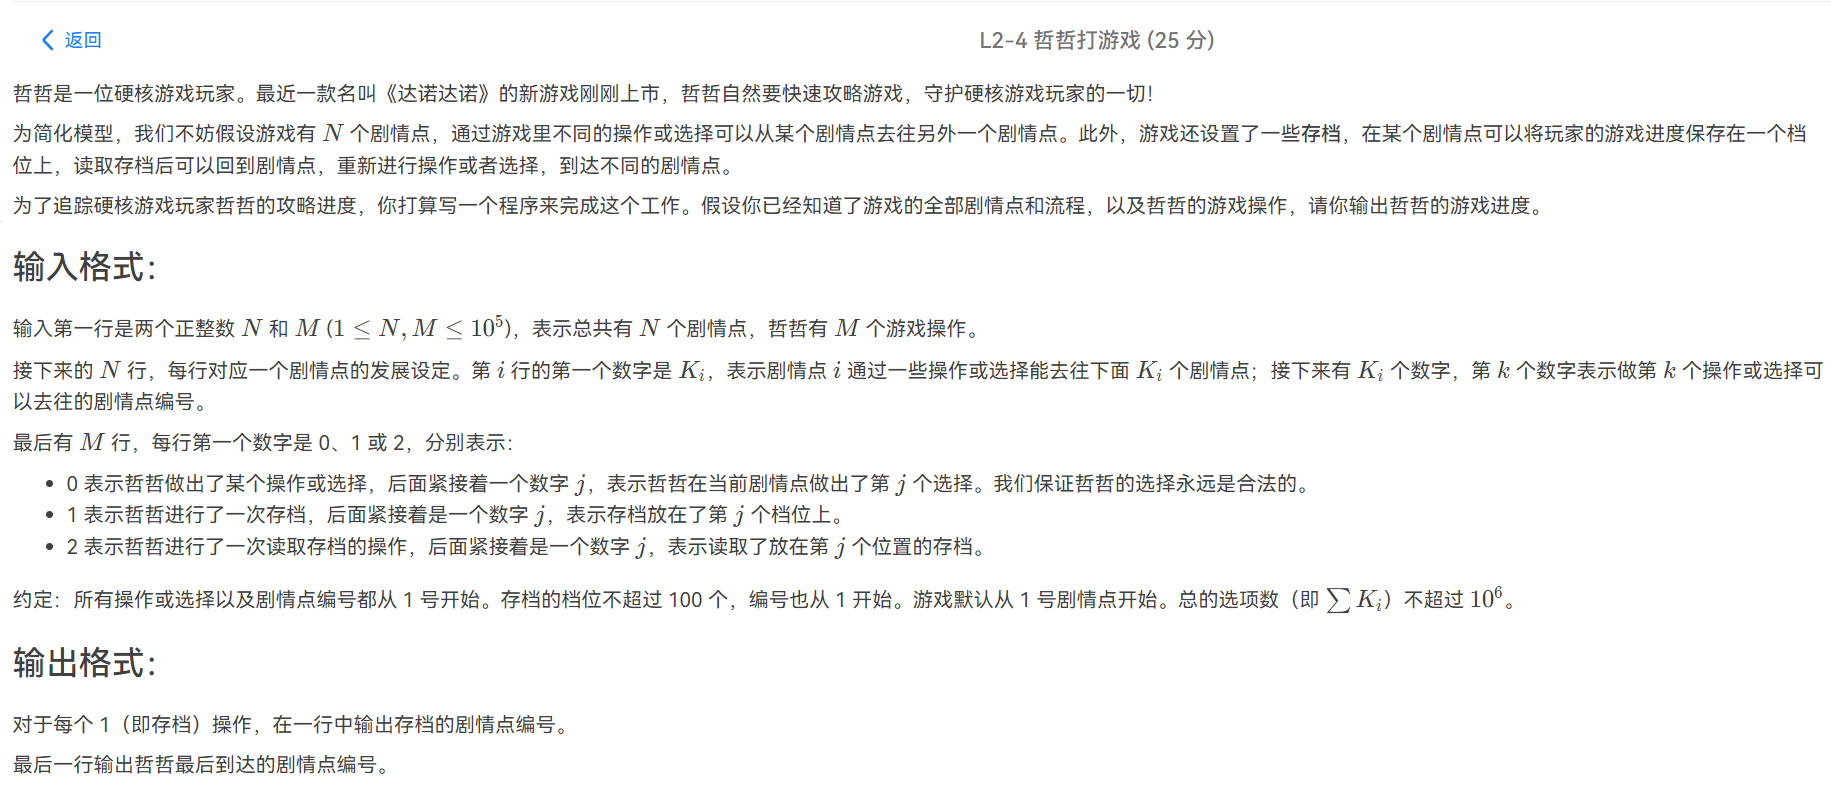 返回
L2-4 哲哲打游戏 (25 分)
哲哲是一位硬核游戏玩家。最近一款名叫《达诺达诺》的新游戏刚刚上市，哲哲自然要快速攻略游戏，守护硬核游戏玩家的一切！
为简化模型，我们不妨假设游戏有 N 个剧情点，通过游戏里不同的操作或选择可以从某个剧情点去往另外一个剧情点。此外，游戏还设置了一些存档，在某个剧情点可以将玩家的游戏进度保存在一个档
位上，读取存档后可以回到剧情点，重新进行操作或者选择，到达不同的剧情点。
为了追踪硬核游戏玩家哲哲的攻略进度，你打算写一个程序来完成这个工作。假设你已经知道了游戏的全部剧情点和流程，以及哲哲的游戏操作，请你输出哲哲的游戏进度。
输入格式：
输入第一行是两个正整数 N 和 M (1 ≤ N, M ≤ 10⁵)，表示总共有 N 个剧情点，哲哲有 M 个游戏操作。
接下来的 N 行，每行对应一个剧情点的发展设定。第 i 行的第一个数字是 Kᵢ，表示剧情点 i 通过一些操作或选择能去往下面 Kᵢ 个剧情点；接下来有 Kᵢ 个数字，第 k 个数字表示做第 k 个操作或选择可
以去往的剧情点编号。
最后有 M 行，每行第一个数字是 0、1 或 2，分别表示：
• 0 表示哲哲做出了某个操作或选择，后面紧接着一个数字 j，表示哲哲在当前剧情点做出了第 j 个选择。我们保证哲哲的选择永远是合法的。
• 1 表示哲哲进行了一次存档，后面紧接着是一个数字 j，表示存档放在了第 j 个档位上。
• 2 表示哲哲进行了一次读取存档的操作，后面紧接着是一个数字 j，表示读取了放在第 j 个位置的存档。
约定：所有操作或选择以及剧情点编号都从 1 号开始。存档的档位不超过 100 个，编号也从 1 开始。游戏默认从 1 号剧情点开始。总的选项数（即 ∑ Kᵢ）不超过 10⁶。
输出格式：
对于每个 1（即存档）操作，在一行中输出存档的剧情点编号。
最后一行输出哲哲最后到达的剧情点编号。